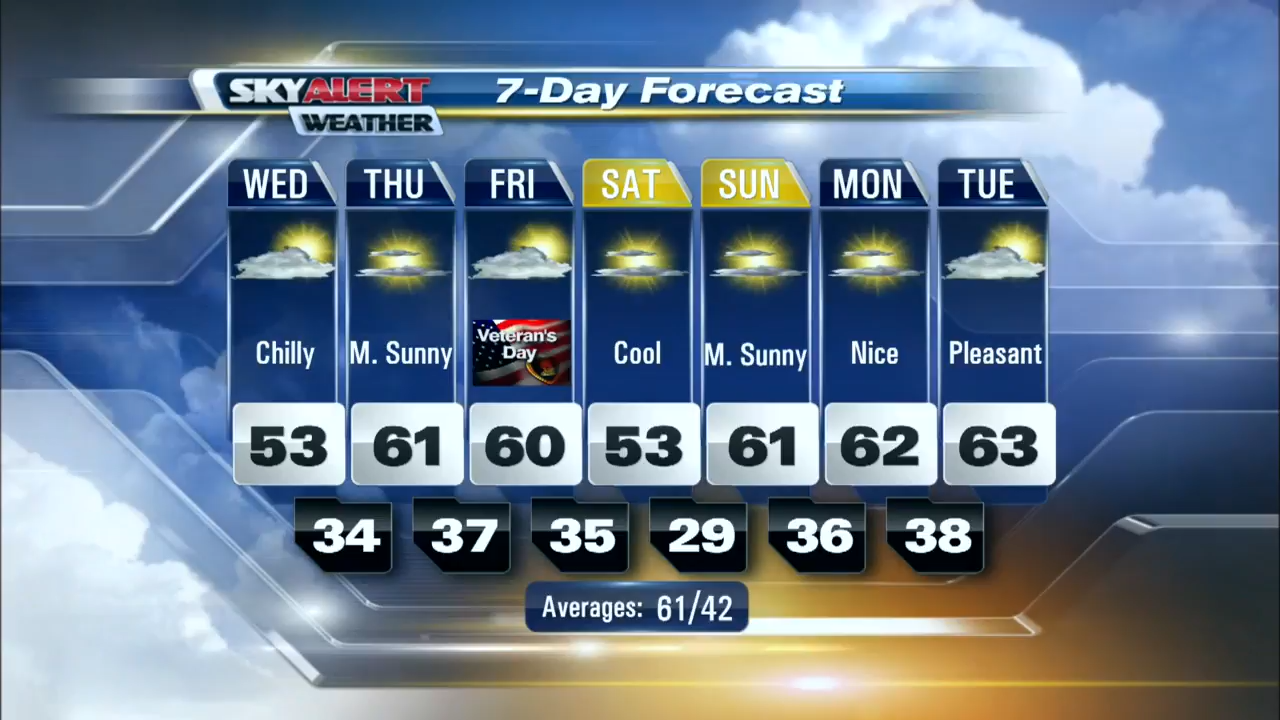 SKYALERT
WEATHER
7-Day Forecast
WED THU FRI SAT SUN MON TUE
Veteran's
Day
Chilly M. Sunny Cool M. Sunny Nice Pleasant
53 61 60 53 61 62 63
34 37 35 29 36 38
Averages: 61/42